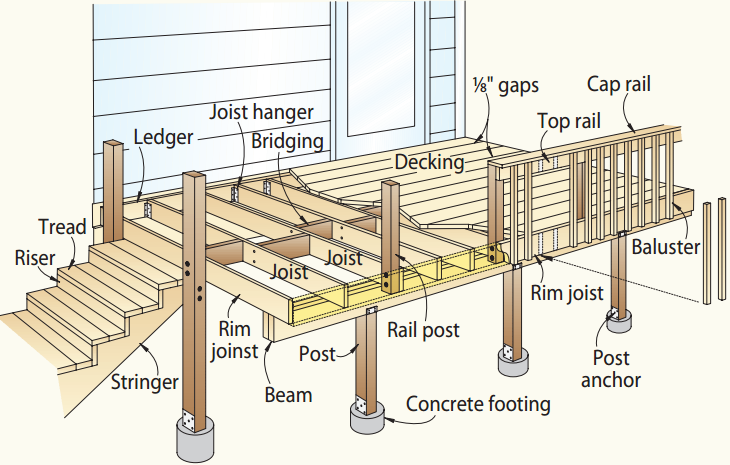 ⅛" gaps
Cap rail
Joist hanger
Top rail
Ledger
Bridging
Decking
Tread
Riser
Baluster
Joist
Joist
Rim joist
Rim
joinst
Rail post
Post
Post
anchor
Stringer
Beam
Concrete footing